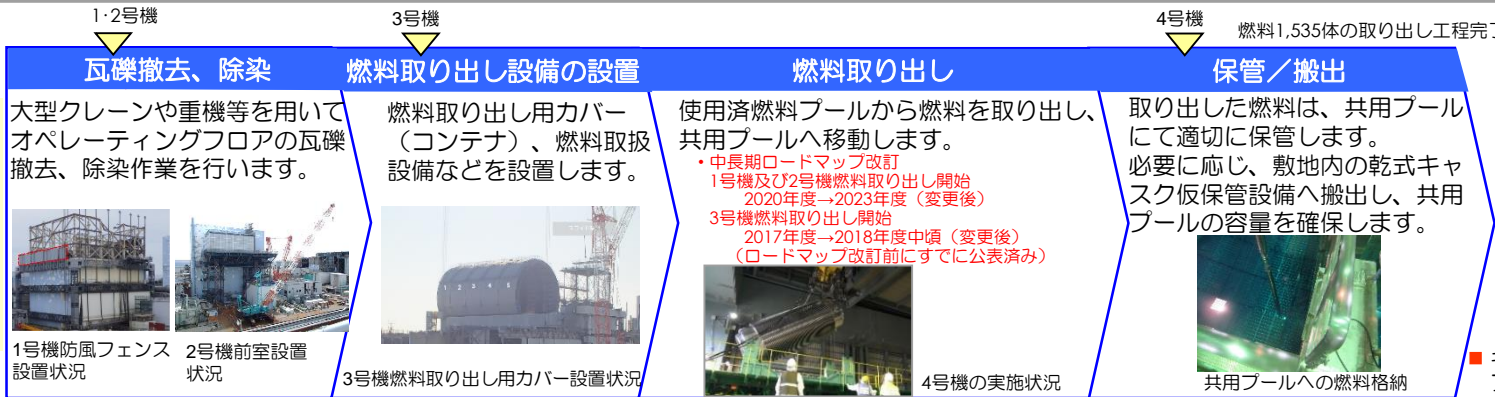 1･2号機
3号機
4号機
燃料1,535体の取り出し工程完了
瓦礫撤去、除染
燃料取り出し設備の設置
燃料取り出し
保管／搬出
大型クレーンや重機等を用いて
オペレーティングフロアの瓦礫
撤去、除染作業を行います。
燃料取り出し用カバー
（コンテナ）、燃料取扱
設備などを設置します。
使用済燃料プールから燃料を取り出し、
共用プールへ移動します。
・中長期ロードマップ改訂
1号機及び2号機燃料取り出し開始
2020年度→2023年度（変更後）
3号機燃料取り出し開始
2017年度→2018年度中頃（変更後）
（ロードマップ改訂前にすでに公表済み）
取り出した燃料は、共用プール
にて適切に保管します。
必要に応じ、敷地内の乾式キャ
スク仮保管設備へ搬出し、共用
プールの容量を確保します。
1 2 3 4 5
1号機防風フェンス
設置状況
2号機前室設置
状況
3号機燃料取り出し用カバー設置状況
4号機の実施状況
共用プールへの燃料格納